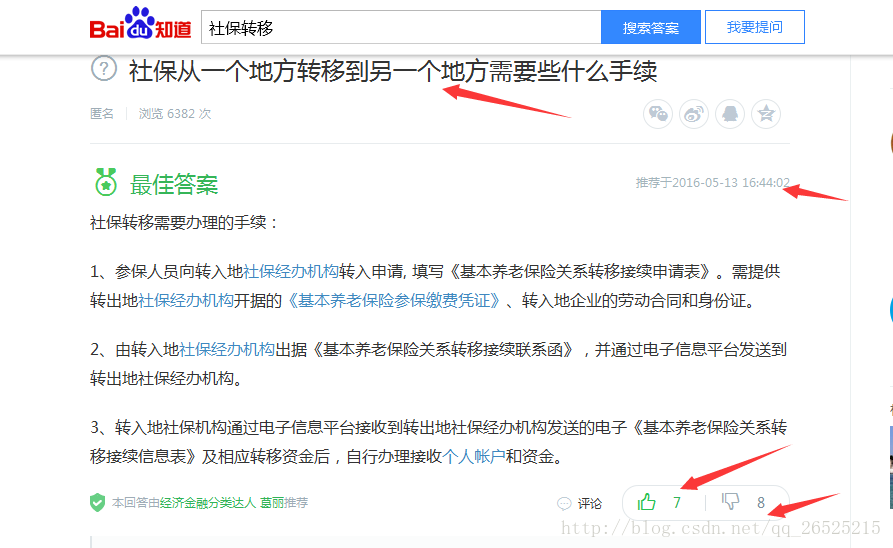 Bai du 知道 社保转移 搜索答案 我要提问
社保从一个地方转移到另一个地方需要些什么手续
匿名 浏览 6382 次
最佳答案 推荐于2016-05-13 16:44:02
社保转移需要办理的手续：
1、参保人员向转入地社保经办机构转入申请, 填写《基本养老保险关系转移接续申请表》。需提供
转出地社保经办机构开据的《基本养老保险参保缴费凭证》、转入地企业的劳动合同和身份证。
2、由转入地社保经办机构出据《基本养老保险关系转移接续联系函》，并通过电子信息平台发送到
转出地社保经办机构。
3、转入地社保机构通过电子信息平台接收到转出地社保经办机构发送的电子《基本养老保险关系转
移接续信息表》及相应转移资金后，自行办理接收个人帐户和资金。
本回答由经济金融分类达人 葛丽推荐 评论 7 8
http://blog.csdn.net/qq_26525215